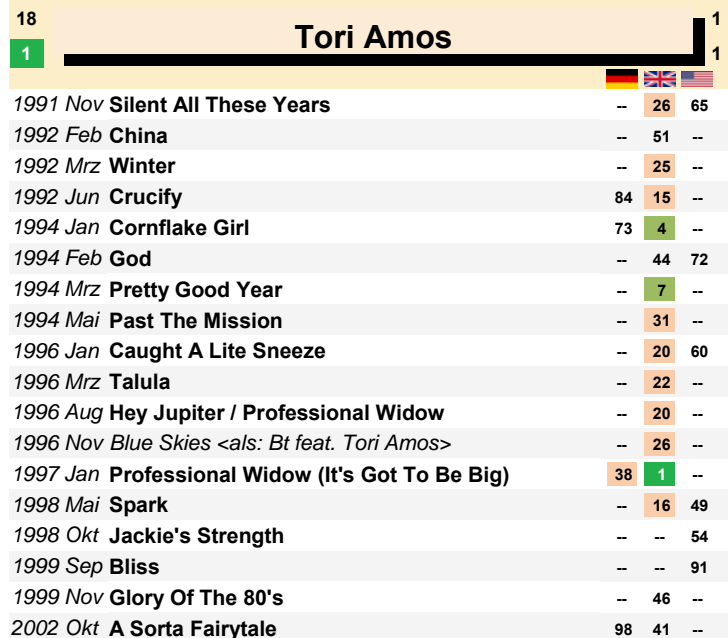 18 Tori Amos 1
1 1
1991 Nov Silent All These Years -- 26 65
1992 Feb China -- 51 --
1992 Mrz Winter -- 25 --
1992 Jun Crucify 84 15 --
1994 Jan Cornflake Girl 73 4 --
1994 Feb God -- 44 72
1994 Mrz Pretty Good Year -- 7 --
1994 Mai Past The Mission -- 31 --
1996 Jan Caught A Lite Sneeze -- 20 60
1996 Mrz Talula -- 22 --
1996 Aug Hey Jupiter / Professional Widow -- 20 --
1996 Nov Blue Skies <als: Bt feat. Tori Amos> -- 26 --
1997 Jan Professional Widow (It's Got To Be Big) 38 1 --
1998 Mai Spark -- 16 49
1998 Okt Jackie's Strength -- -- 54
1999 Sep Bliss -- -- 91
1999 Nov Glory Of The 80's -- 46 --
2002 Okt A Sorta Fairytale 98 41 --